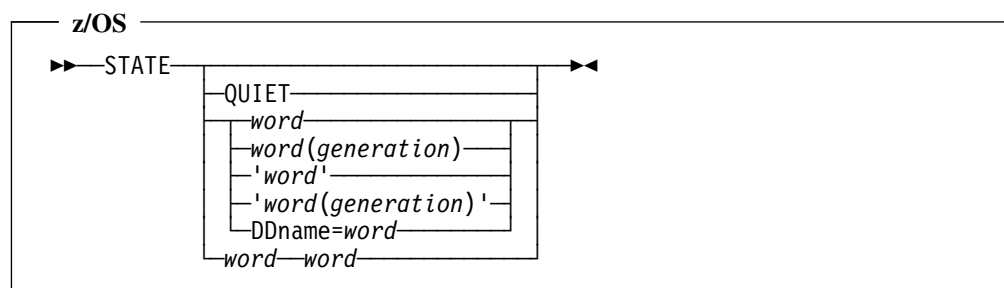 z/OS
STATE
QUIET
word
word(generation)
'word'
'word(generation)'
DDname=word
word word